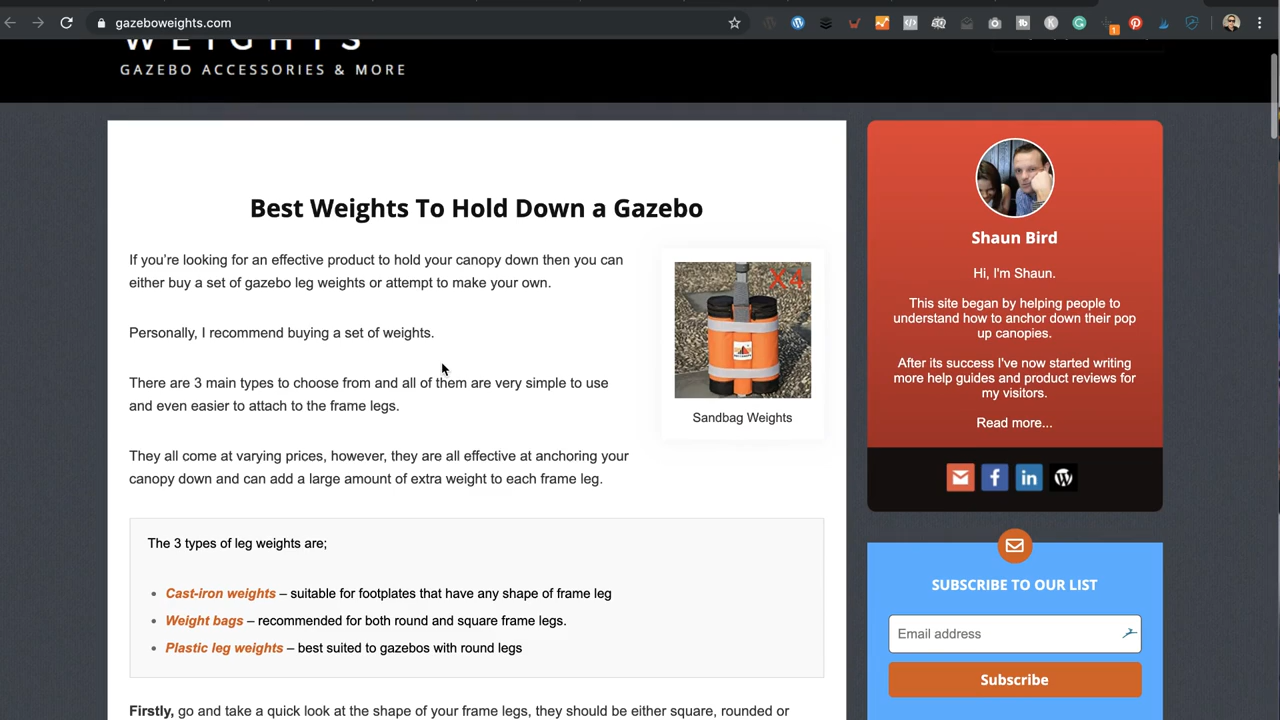 gazeboweights.com
WEIGHTS
GAZEBO ACCESSORIES & MORE
Best Weights To Hold Down a Gazebo
If you're looking for an effective product to hold your canopy down then you can
either buy a set of gazebo leg weights or attempt to make your own.
Personally, I recommend buying a set of weights.
There are 3 main types to choose from and all of them are very simple to use
and even easier to attach to the frame legs.
They all come at varying prices, however, they are all effective at anchoring your
canopy down and can add a large amount of extra weight to each frame leg.
X4
Sandbag Weights
The 3 types of leg weights are;
• Cast-iron weights – suitable for footplates that have any shape of frame leg
• Weight bags – recommended for both round and square frame legs.
• Plastic leg weights – best suited to gazebos with round legs
Firstly, go and take a quick look at the shape of your frame legs, they should be either square, rounded or
Shaun Bird
Hi, I'm Shaun.
This site began by helping people to
understand how to anchor down their pop
up canopies.
After its success I've now started writing
more help guides and product reviews for
my visitors.
Read more...
SUBSCRIBE TO OUR LIST
Email address
Subscribe